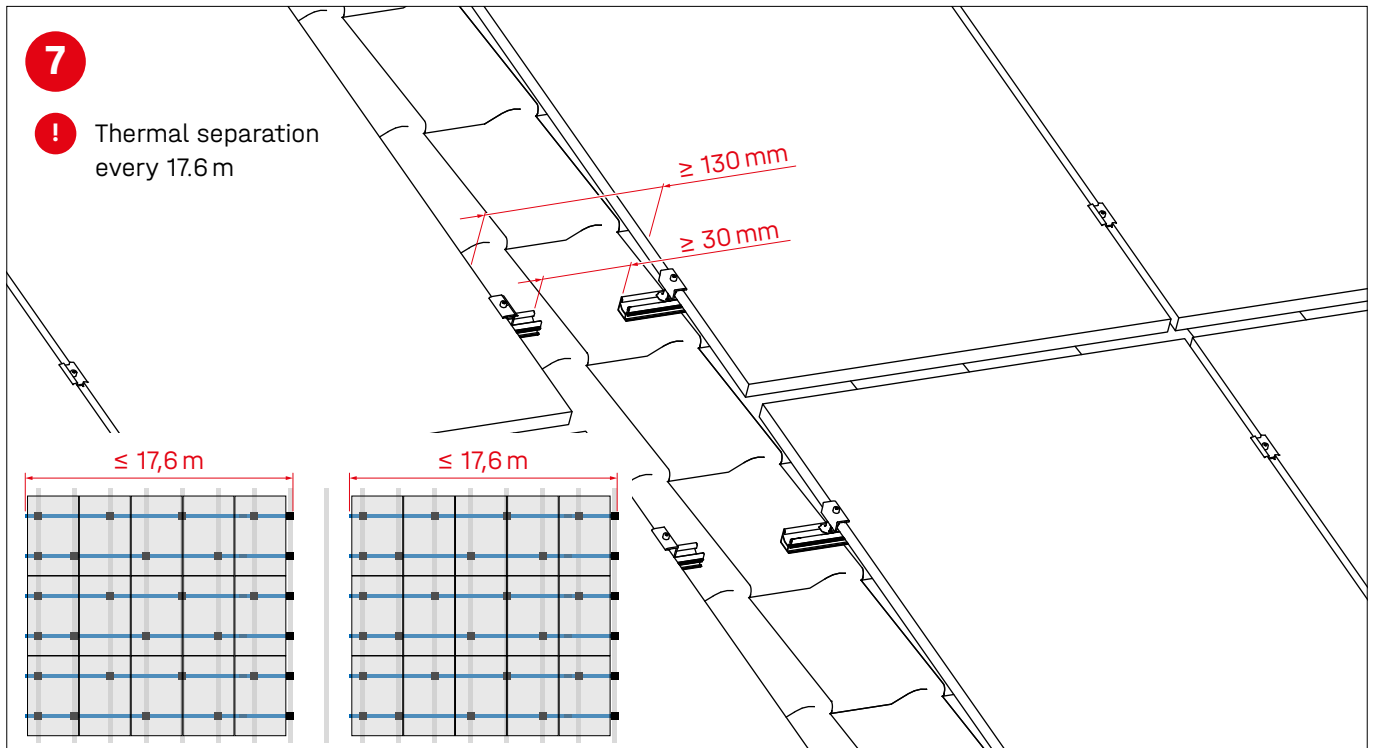 7
! Thermal separation
every 17.6 m
≥ 130 mm
≥ 30 mm
≤ 17,6 m
≤ 17,6 m